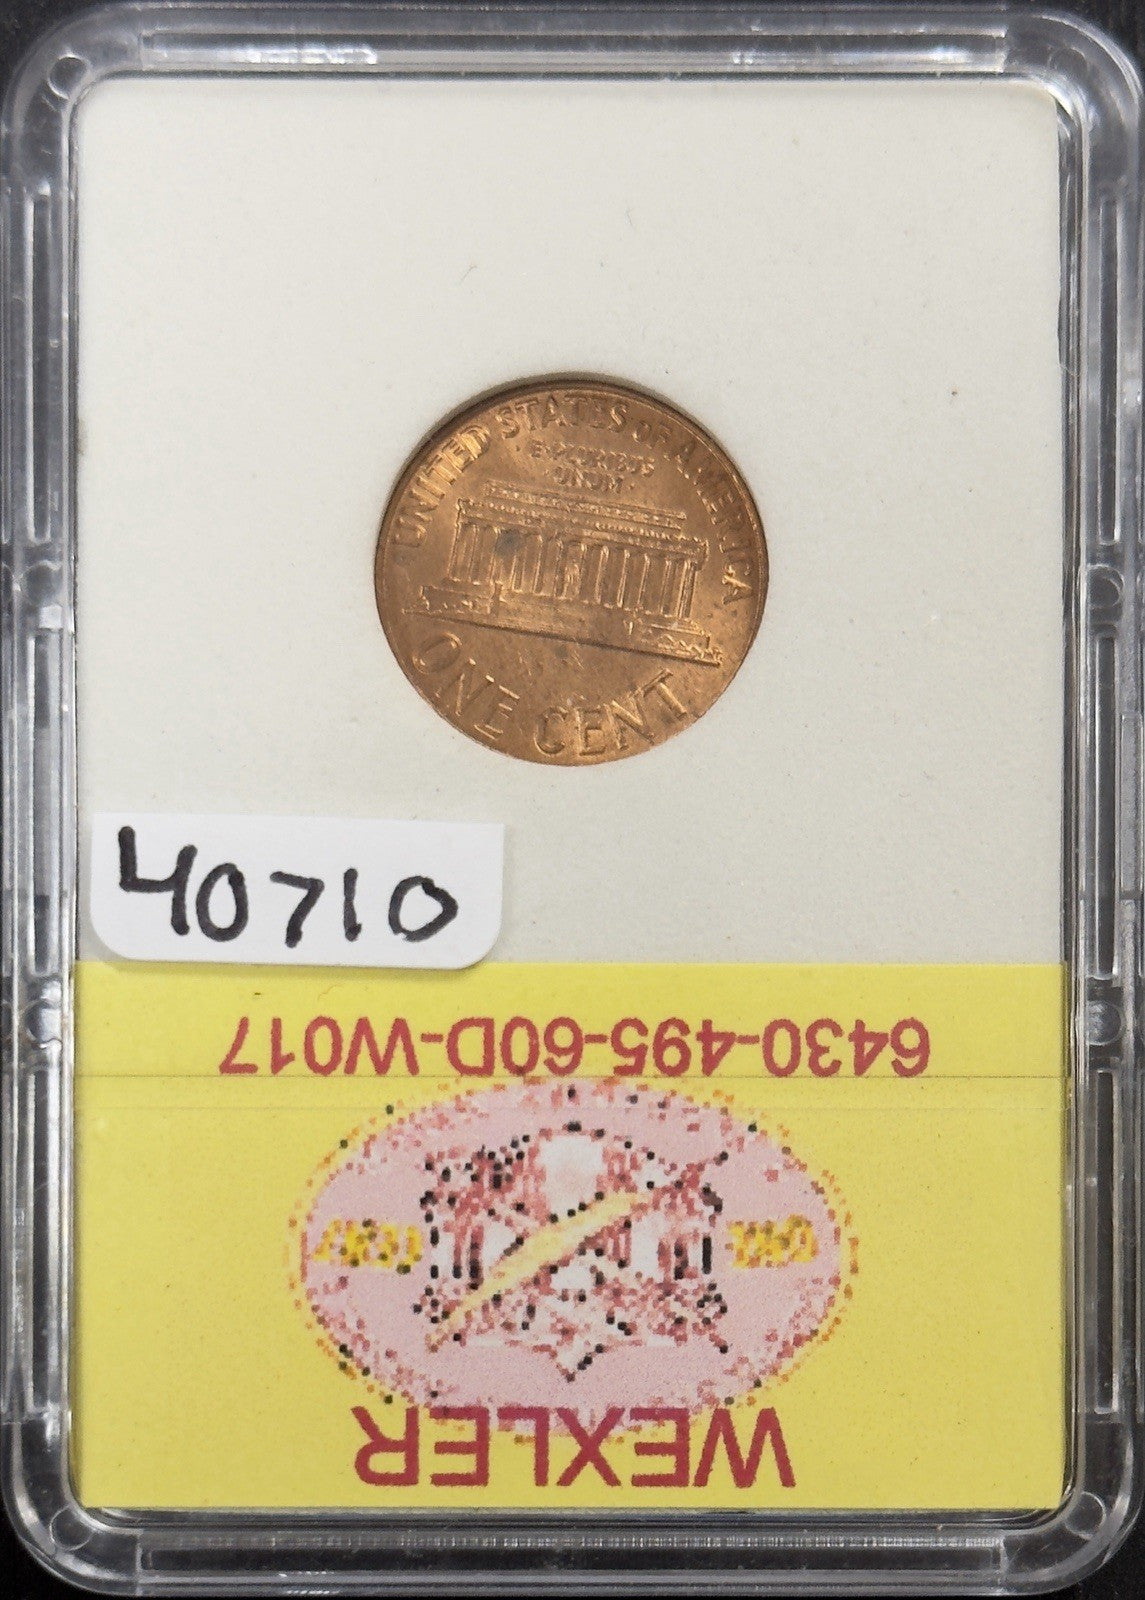 UNITED STATES OF AMERICA
E·PLURIBUS
UNUM·
ONE CENT
40710
6430-495-60D-W017
WEXLER